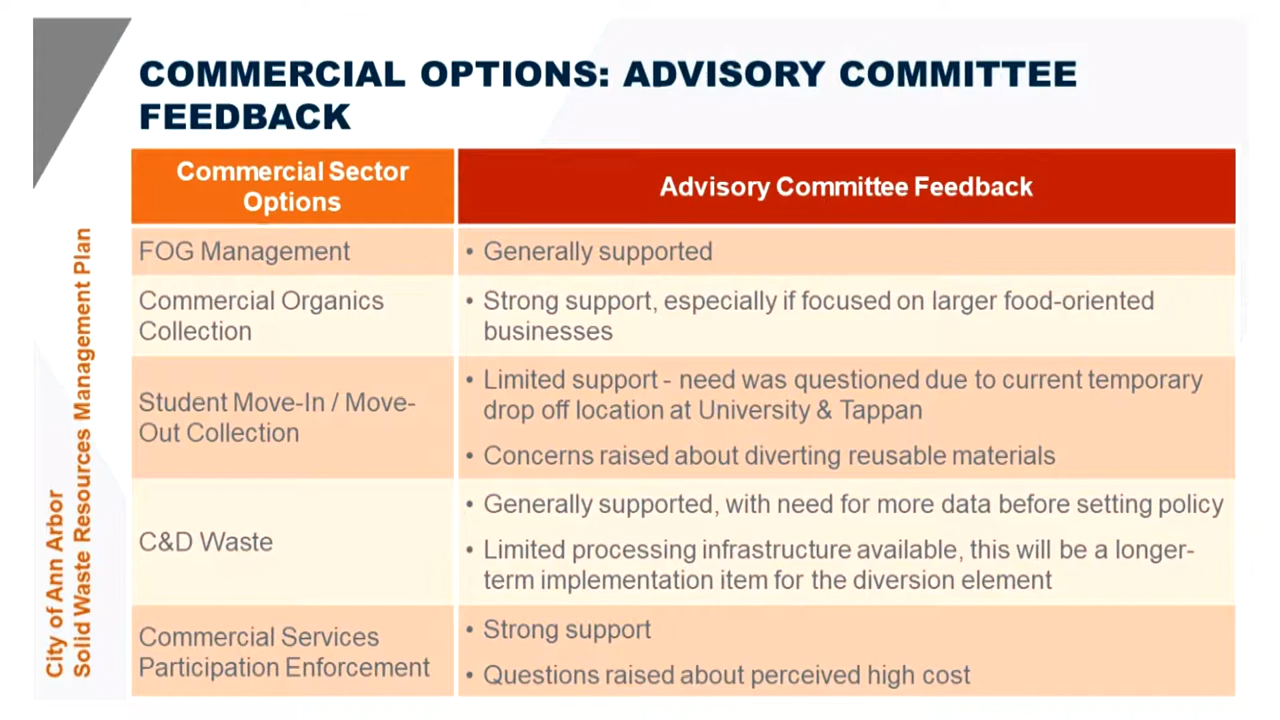 COMMERCIAL OPTIONS: ADVISORY COMMITTEE
FEEDBACK
Commercial Sector
Options
Advisory Committee Feedback
FOG Management
• Generally supported
Commercial Organics
Collection
• Strong support, especially if focused on larger food-oriented
businesses
Student Move-In / Move-
Out Collection
• Limited support - need was questioned due to current temporary
drop off location at University & Tappan
• Concerns raised about diverting reusable materials
C&D Waste
• Generally supported, with need for more data before setting policy
• Limited processing infrastructure available, this will be a longer-
term implementation item for the diversion element
Commercial Services
Participation Enforcement
• Strong support
• Questions raised about perceived high cost
City of Ann Arbor
Solid Waste Resources Management Plan